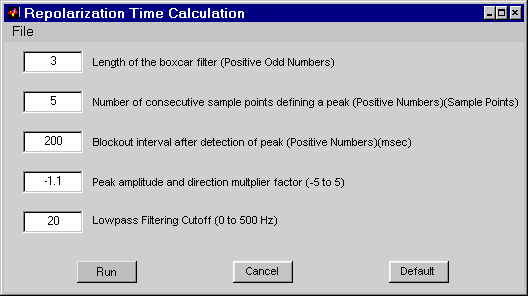 Repolarization Time Calculation
File
3 Length of the boxcar filter (Positive Odd Numbers)
5 Number of consecutive sample points defining a peak (Positive Numbers)(Sample Points)
200 Blockout interval after detection of peak (Positive Numbers)(msec)
-1.1 Peak amplitude and direction multplier factor (-5 to 5)
20 Lowpass Filtering Cutoff (0 to 500 Hz)
Run Cancel Default